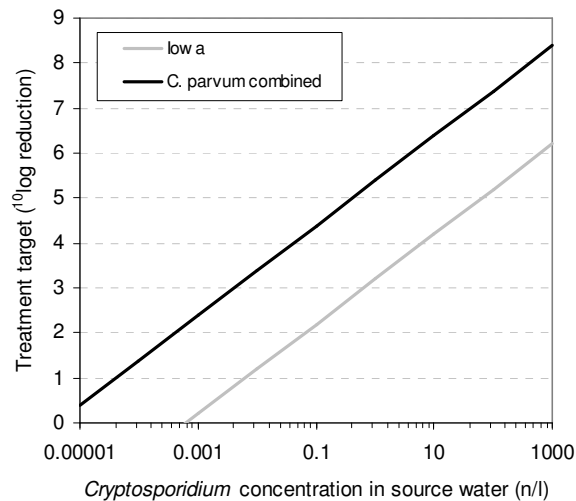 9
8
7
6
5
4
3
2
1
0
Treatment target (¹⁰log reduction)
Iow a
C. parvum combined
0.00001 0.001 0.1 10 1000
Cryptosporidium concentration in source water (n/l)